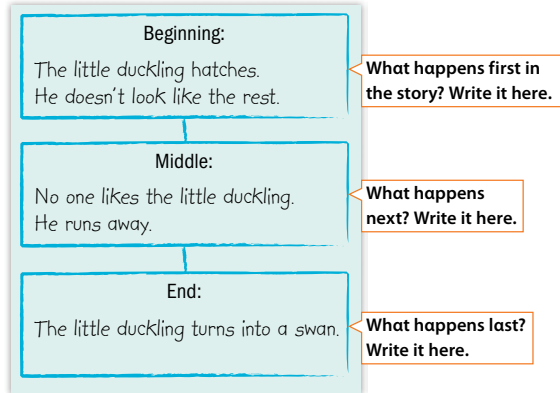 Beginning:
The little duckling hatches.
He doesn't look like the rest.
What happens first in
the story? Write it here.
Middle:
No one likes the little duckling.
He runs away.
What happens
next? Write it here.
End:
The little duckling turns into a swan.
What happens last?
Write it here.